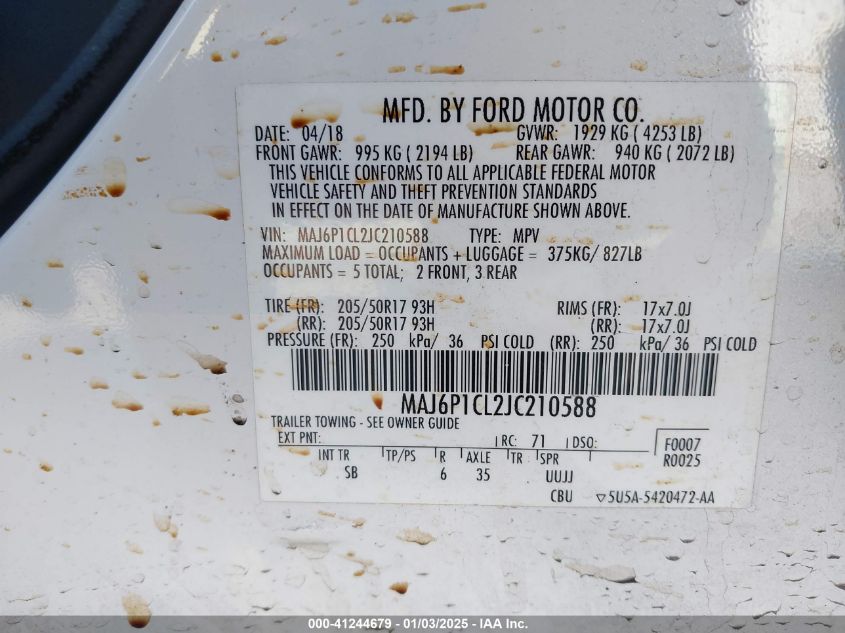 MFD. BY FORD MOTOR CO.
DATE: 04/18 GVWR: 1929 KG ( 4253 LB)
FRONT GAWR: 995 KG ( 2194 LB) REAR GAWR: 940 KG ( 2072 LB)
THIS VEHICLE CONFORMS TO ALL APPLICABLE FEDERAL MOTOR
VEHICLE SAFETY AND THEFT PREVENTION STANDARDS
IN EFFECT ON THE DATE OF MANUFACTURE SHOWN ABOVE.
VIN: MAJ6P1CL2JC210588 TYPE: MPV
MAXIMUM LOAD = OCCUPANTS + LUGGAGE = 375KG/ 827LB
OCCUPANTS = 5 TOTAL; 2 FRONT, 3 REAR
TIRE (FR): 205/50R17 93H RIMS (FR): 17x7.0J
(RR): 205/50R17 93H (RR): 17x7.0J
PRESSURE (FR): 250 kPa/ 36 PSI COLD (RR): 250 kPa/ 36 PSI COLD
MAJ6P1CL2JC210588
TRAILER TOWING - SEE OWNER GUIDE
EXT PNT: RC: 71 DSO: F0007
R0025
INT TR TP/PS R AXLE TR SPR
SB 6 35 UUJJ
CBU ▽5U5A-5420472-AA
000-41244679 - 01/03/2025 - IAA Inc.